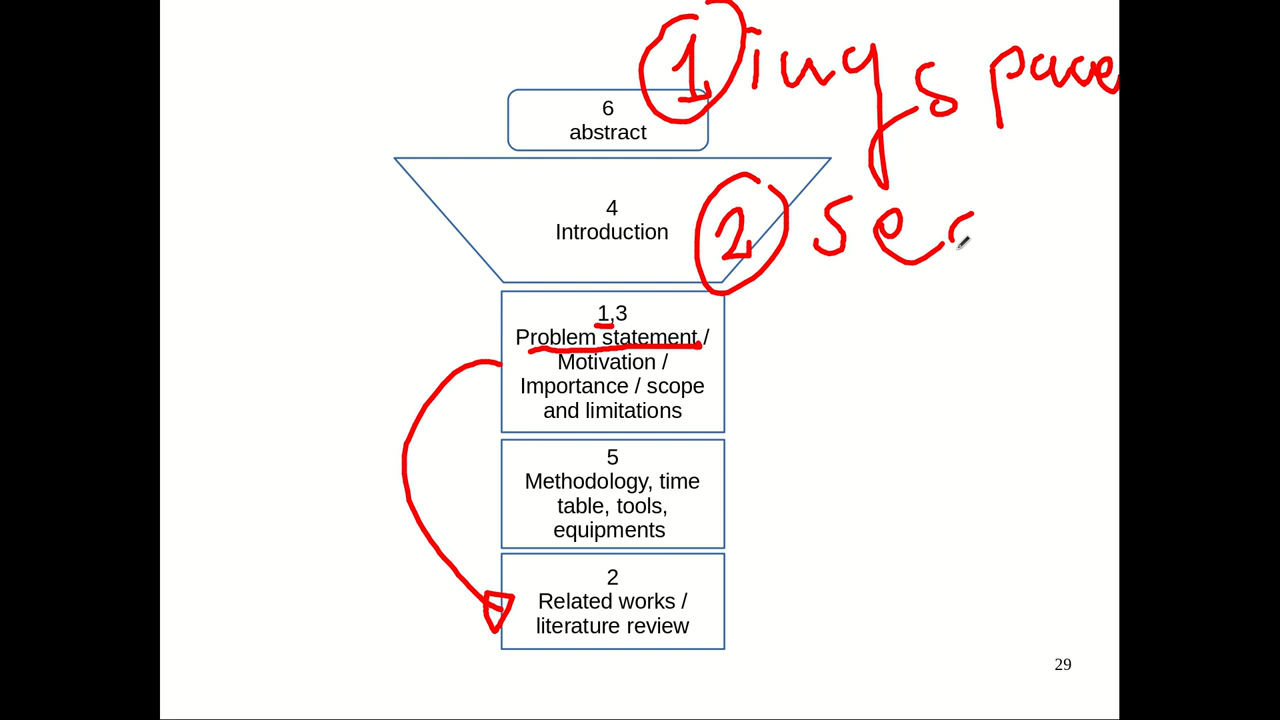 1
6
abstract
4
Introduction
2
1,3
Problem statement /
Motivation /
Importance / scope
and limitations
5
Methodology, time
table, tools,
equipments
2
Related works /
literature review
29